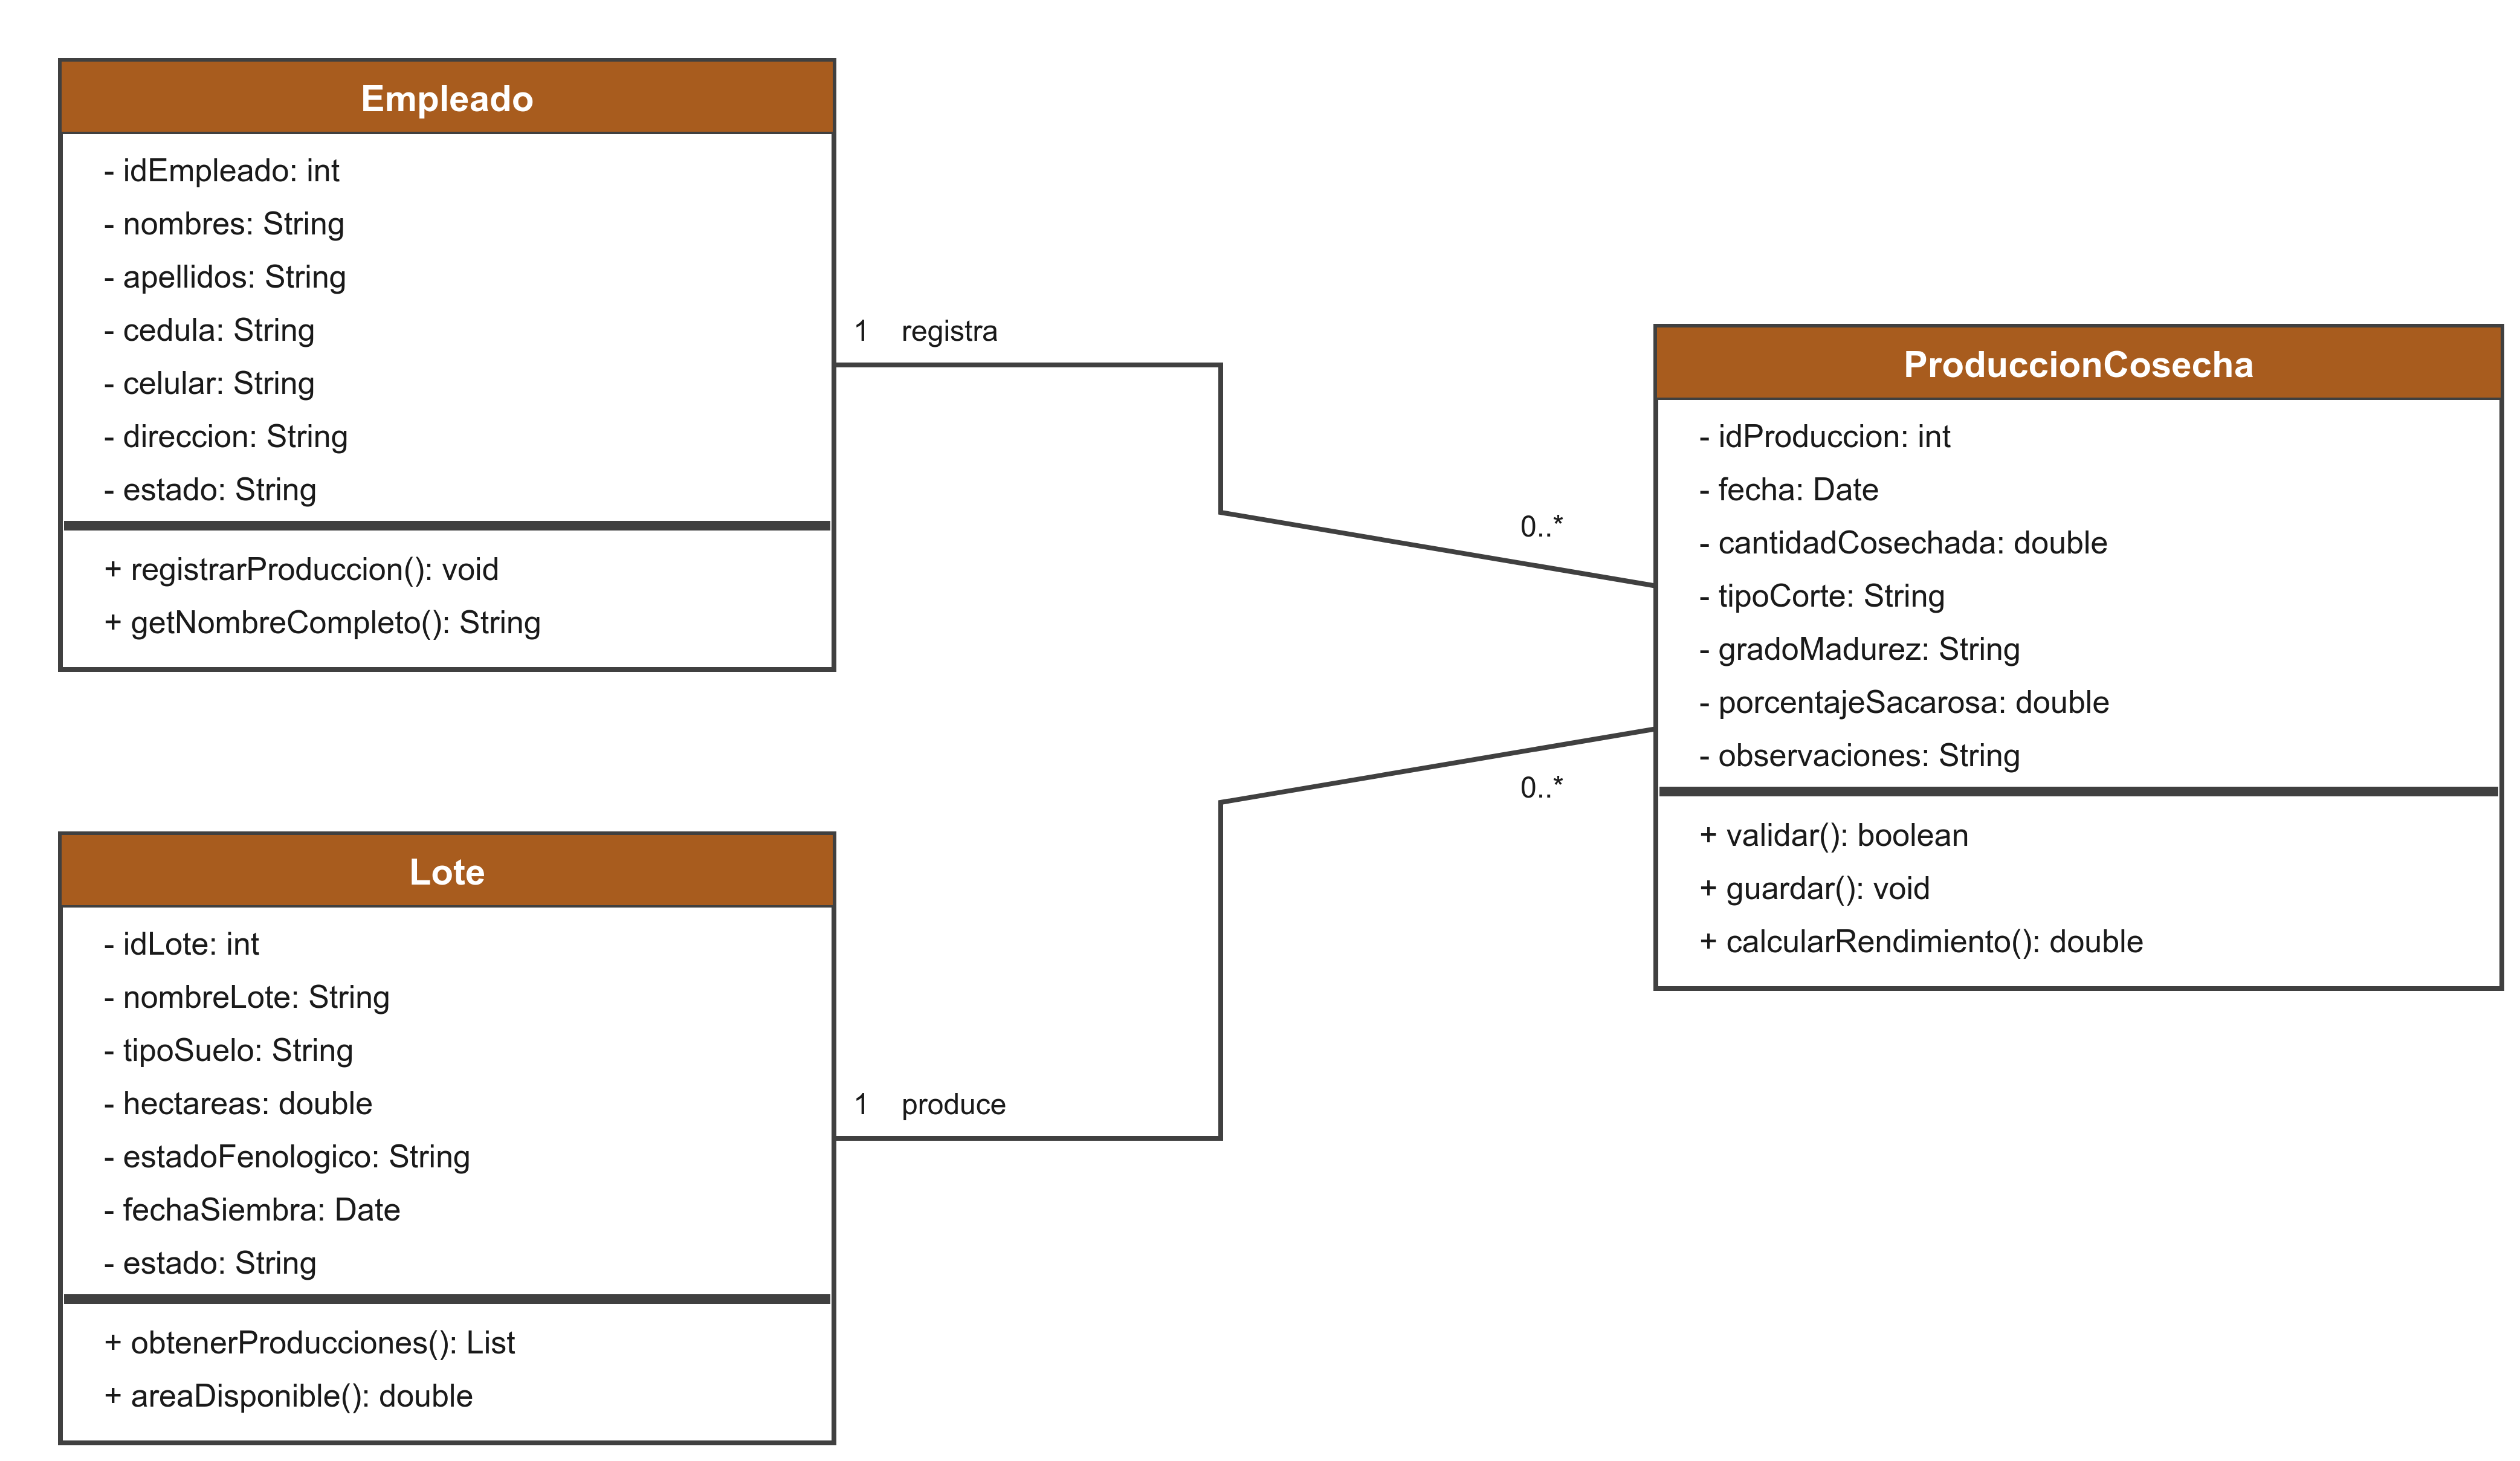 Empleado
- idEmpleado: int
- nombres: String
- apellidos: String
- cedula: String
- celular: String
- direccion: String
- estado: String
+ registrarProduccion(): void
+ getNombreCompleto(): String
1 registra
0..*
ProduccionCosecha
- idProduccion: int
- fecha: Date
- cantidadCosechada: double
- tipoCorte: String
- gradoMadurez: String
- porcentajeSacarosa: double
- observaciones: String
+ validar(): boolean
+ guardar(): void
+ calcularRendimiento(): double
0..*
1 produce
Lote
- idLote: int
- nombreLote: String
- tipoSuelo: String
- hectareas: double
- estadoFenologico: String
- fechaSiembra: Date
- estado: String
+ obtenerProducciones(): List
+ areaDisponible(): double